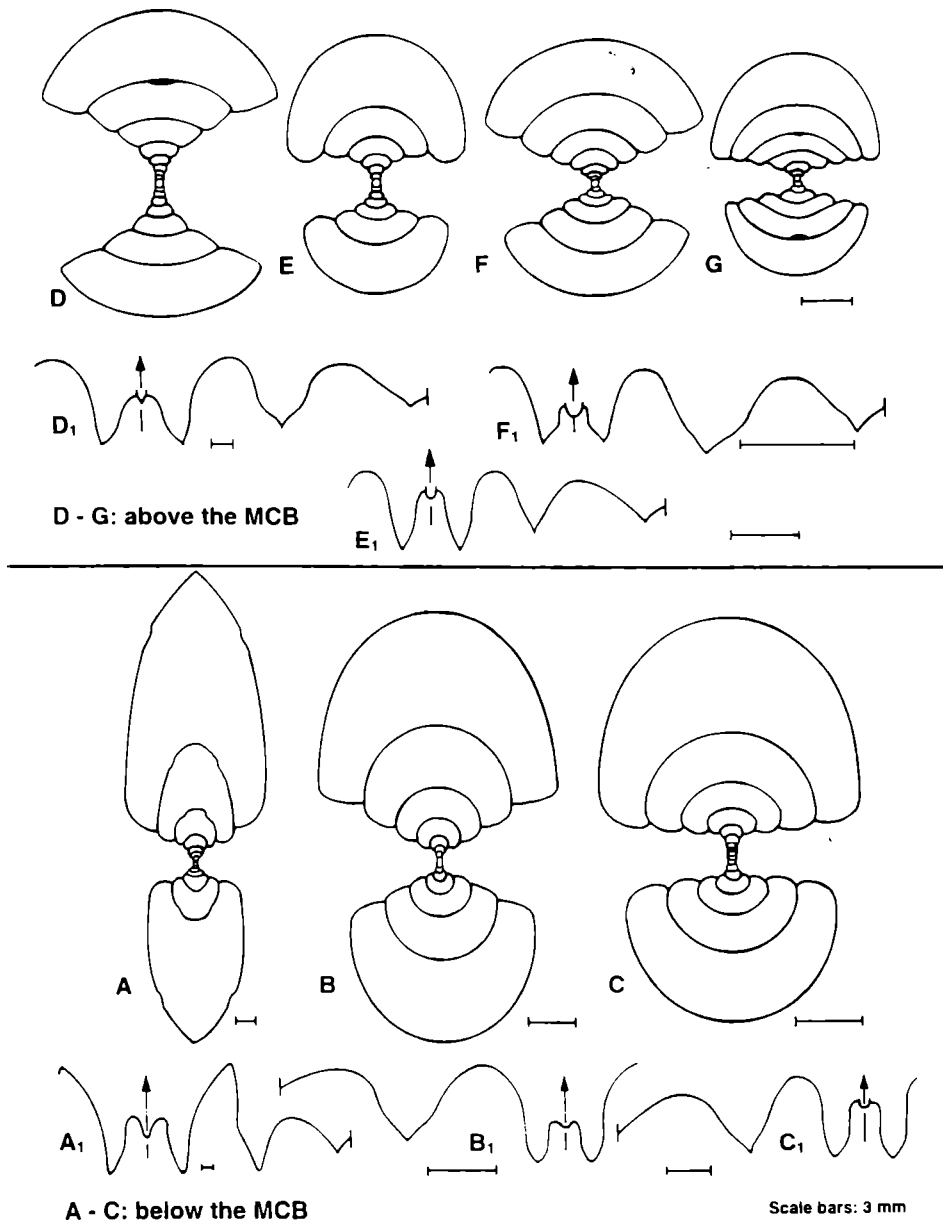 D
E
F
G
D1
F1
E1
D - G: above the MCB
A
B
C
A1
B1
C1
A - C: below the MCB
Scale bars: 3 mm